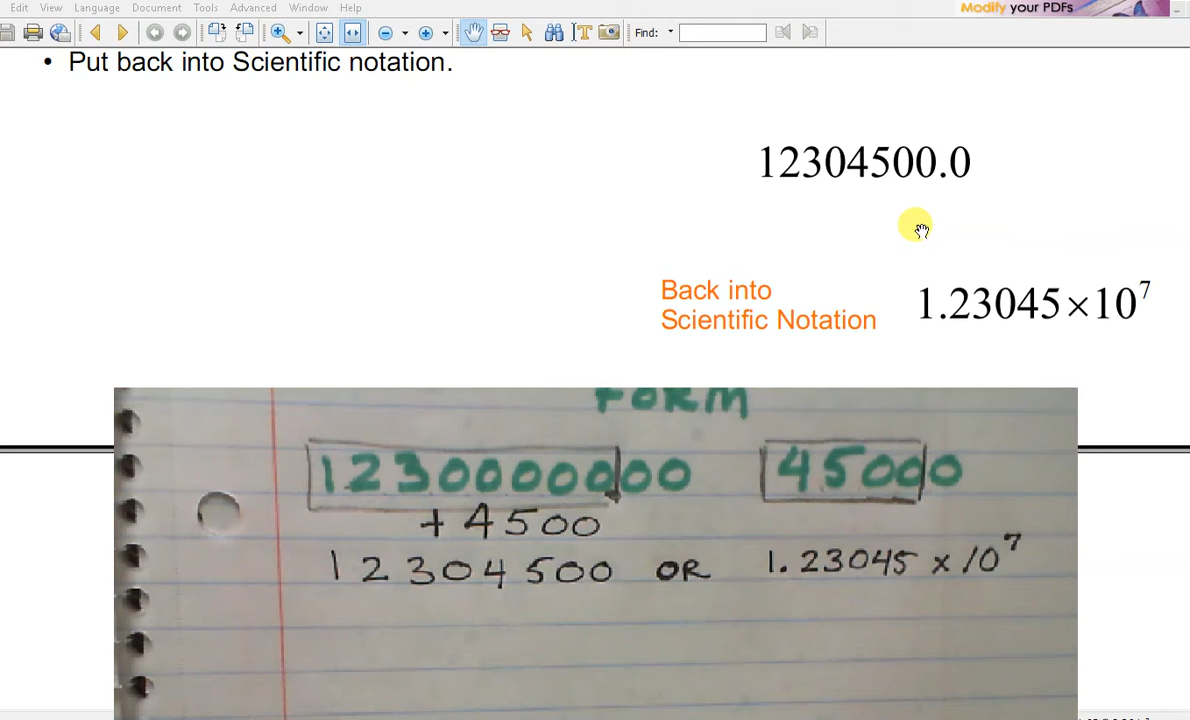 Edit View Language Document Tools Advanced Window Help
Modify your PDFs
Find:
• Put back into Scientific notation.
12304500.0
Back into
Scientific Notation
1.23045×10⁷
FORM
123000000000 45000
+ 4500
12304500 OR 1.23045 x 10⁷